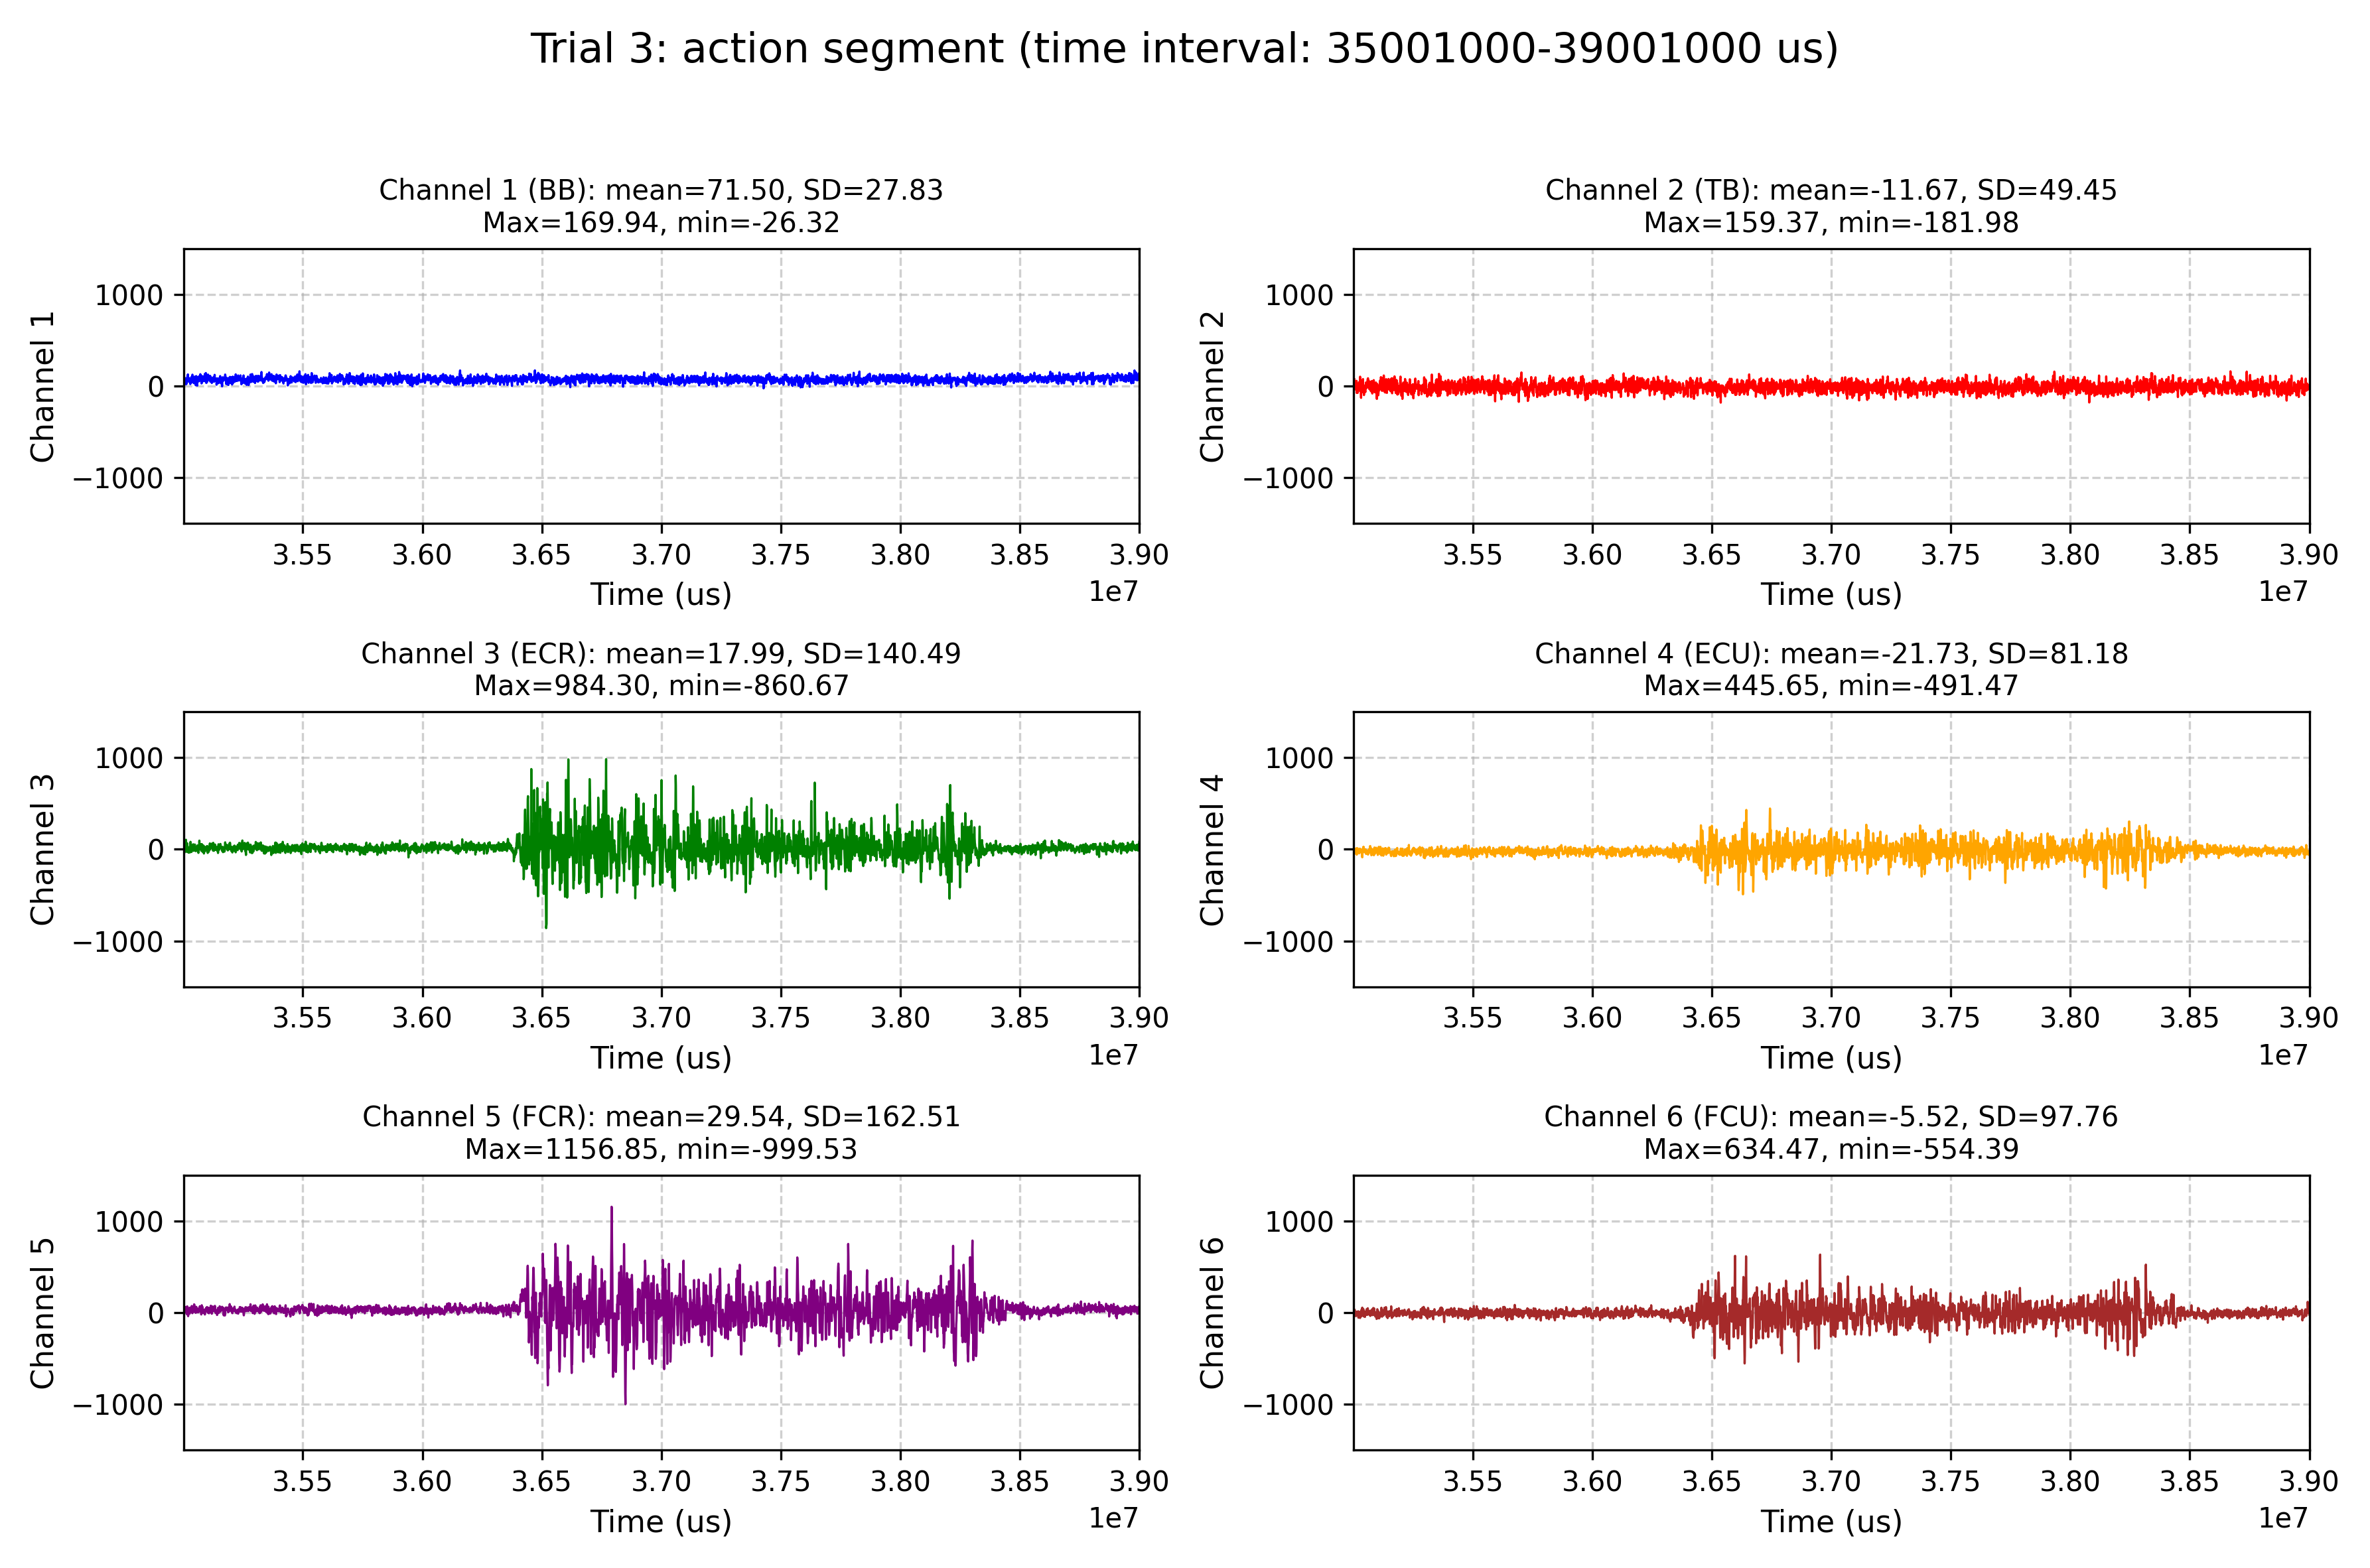 Trial 3: action segment (time interval: 35001000-39001000 us)
Channel 1 (BB): mean=71.50, SD=27.83
Max=169.94, min=-26.32
Channel 1
1000
0
−1000
3.55 3.60 3.65 3.70 3.75 3.80 3.85 3.90
Time (us)
1e7
Channel 2 (TB): mean=-11.67, SD=49.45
Max=159.37, min=-181.98
Channel 2
1000
0
−1000
3.55 3.60 3.65 3.70 3.75 3.80 3.85 3.90
Time (us)
1e7
Channel 3 (ECR): mean=17.99, SD=140.49
Max=984.30, min=-860.67
Channel 3
1000
0
−1000
3.55 3.60 3.65 3.70 3.75 3.80 3.85 3.90
Time (us)
1e7
Channel 4 (ECU): mean=-21.73, SD=81.18
Max=445.65, min=-491.47
Channel 4
1000
0
−1000
3.55 3.60 3.65 3.70 3.75 3.80 3.85 3.90
Time (us)
1e7
Channel 5 (FCR): mean=29.54, SD=162.51
Max=1156.85, min=-999.53
Channel 5
1000
0
−1000
3.55 3.60 3.65 3.70 3.75 3.80 3.85 3.90
Time (us)
1e7
Channel 6 (FCU): mean=-5.52, SD=97.76
Max=634.47, min=-554.39
Channel 6
1000
0
−1000
3.55 3.60 3.65 3.70 3.75 3.80 3.85 3.90
Time (us)
1e7